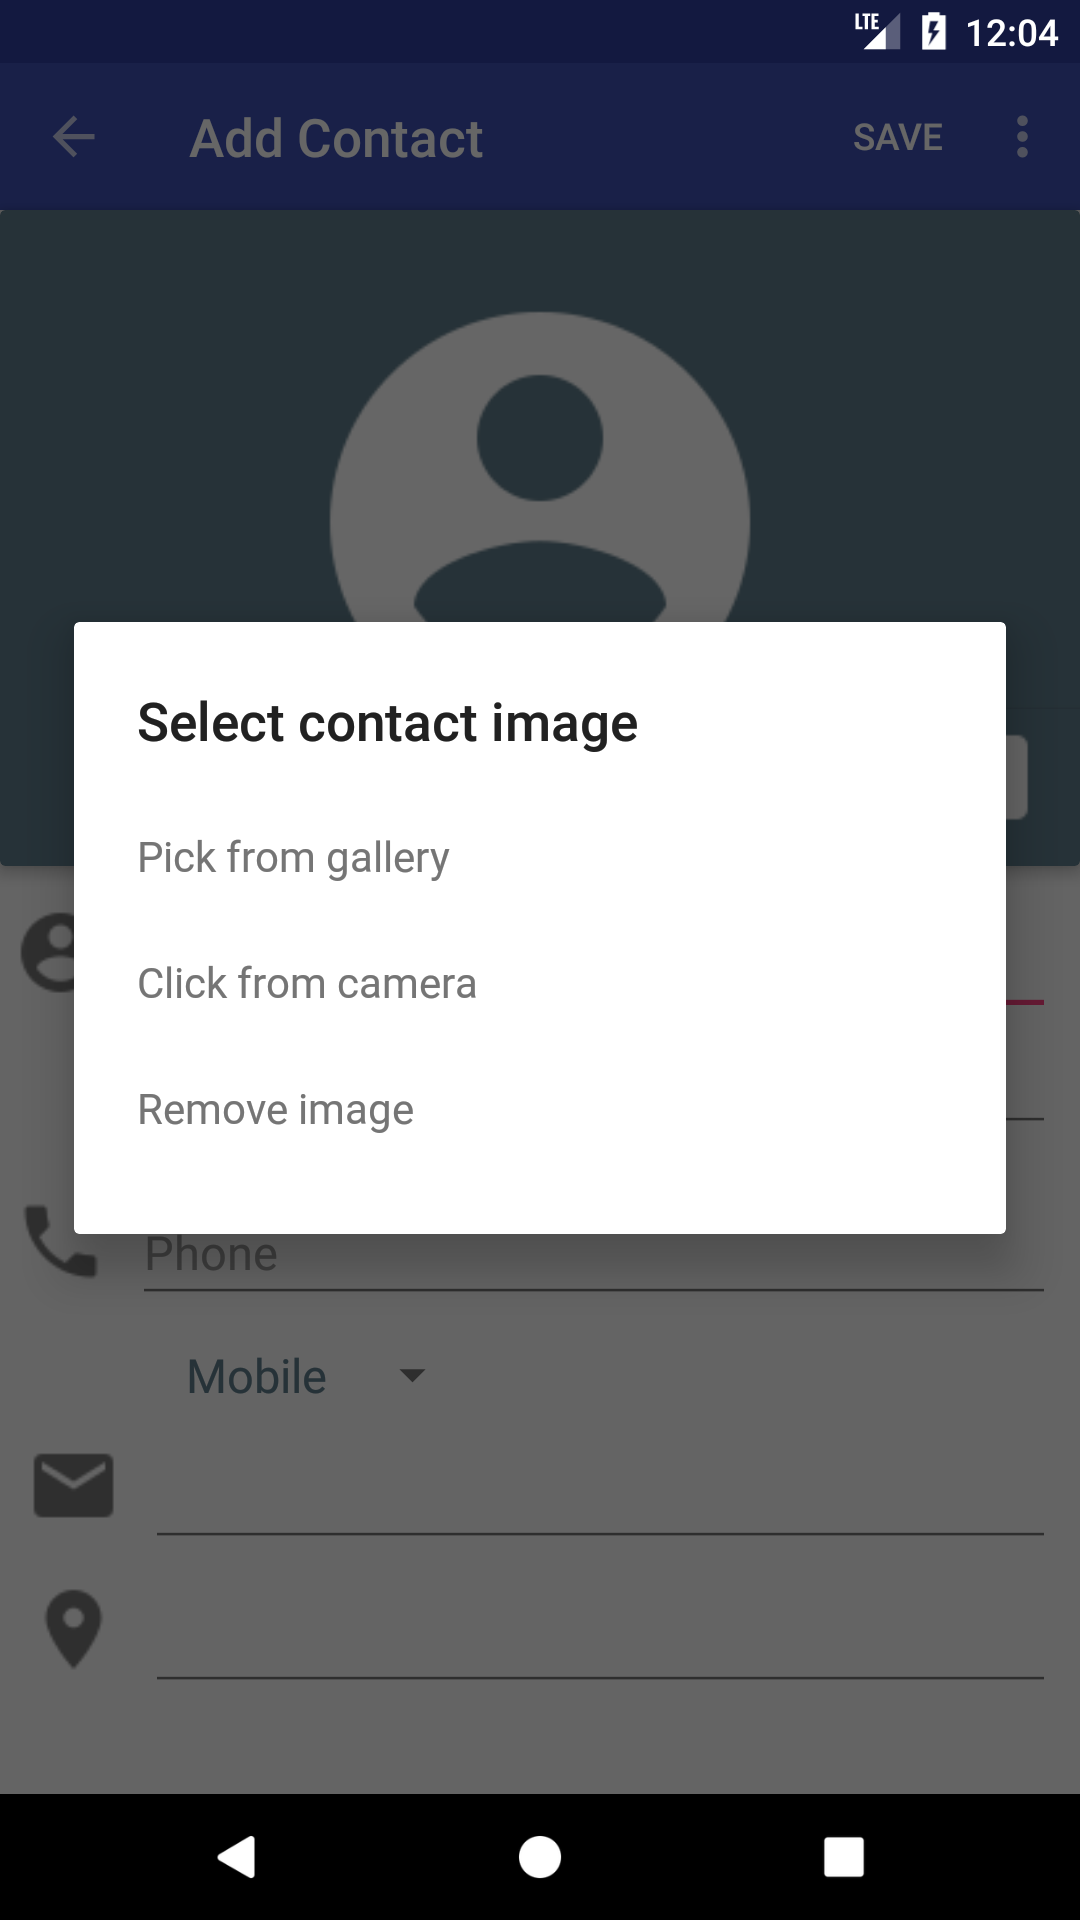 LTE 12:04
Add Contact SAVE
Select contact image
Pick from gallery
Click from camera
Remove image
Phone
Mobile